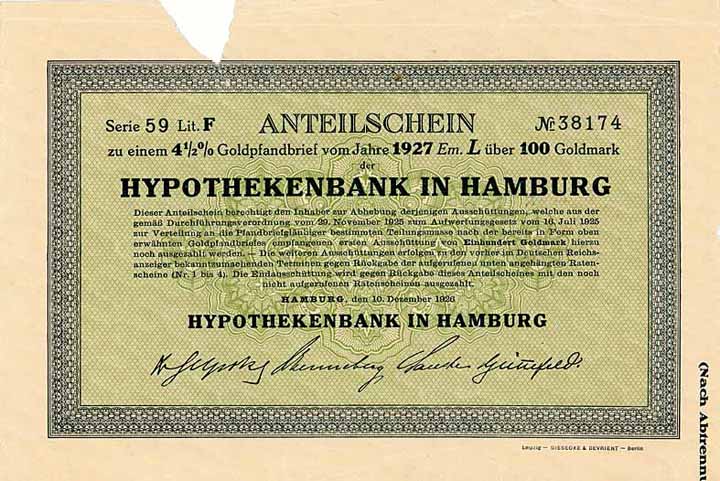 Serie 59 Lit. F ANTEILSCHEIN № 38174
zu einem 4½% Goldpfandbrief vom Jahre 1927 Em. L über 100 Goldmark
der
HYPOTHEKENBANK IN HAMBURG
Dieser Anteilschein berechtigt den Inhaber zur Abhebung derjenigen Ausschüttungen, welche aus der
gemäß Durchführungsverordnung vom 29. November 1925 zum Aufwertungsgesetz vom 16. Juli 1925
zur Verteilung an die Pfandbriefgläubiger bestimmten Teilungsmasse nach der bereits in Form oben
erwähnten Goldpfandbriefes empfangenen ersten Ausschüttung von Einhundert Goldmark hierzu
noch ausgezahlt werden. — Die weiteren Ausschüttungen erfolgen zu den vorher im Deutschen Reichs-
anzeiger bekanntzumachenden Terminen gegen Rückgabe der aufgerufenen unten angehängten Raten-
scheine (Nr. 1 bis 4). Die Endausschüttung wird gegen Rückgabe dieses Anteilscheines mit den noch
nicht aufgerufenen Ratenscheinen ausgezahlt.
HAMBURG, den 10. Dezember 1926
HYPOTHEKENBANK IN HAMBURG
Leipzig — GIESECKE & DEVRIENT — Berlin
(Nach Abtrennu